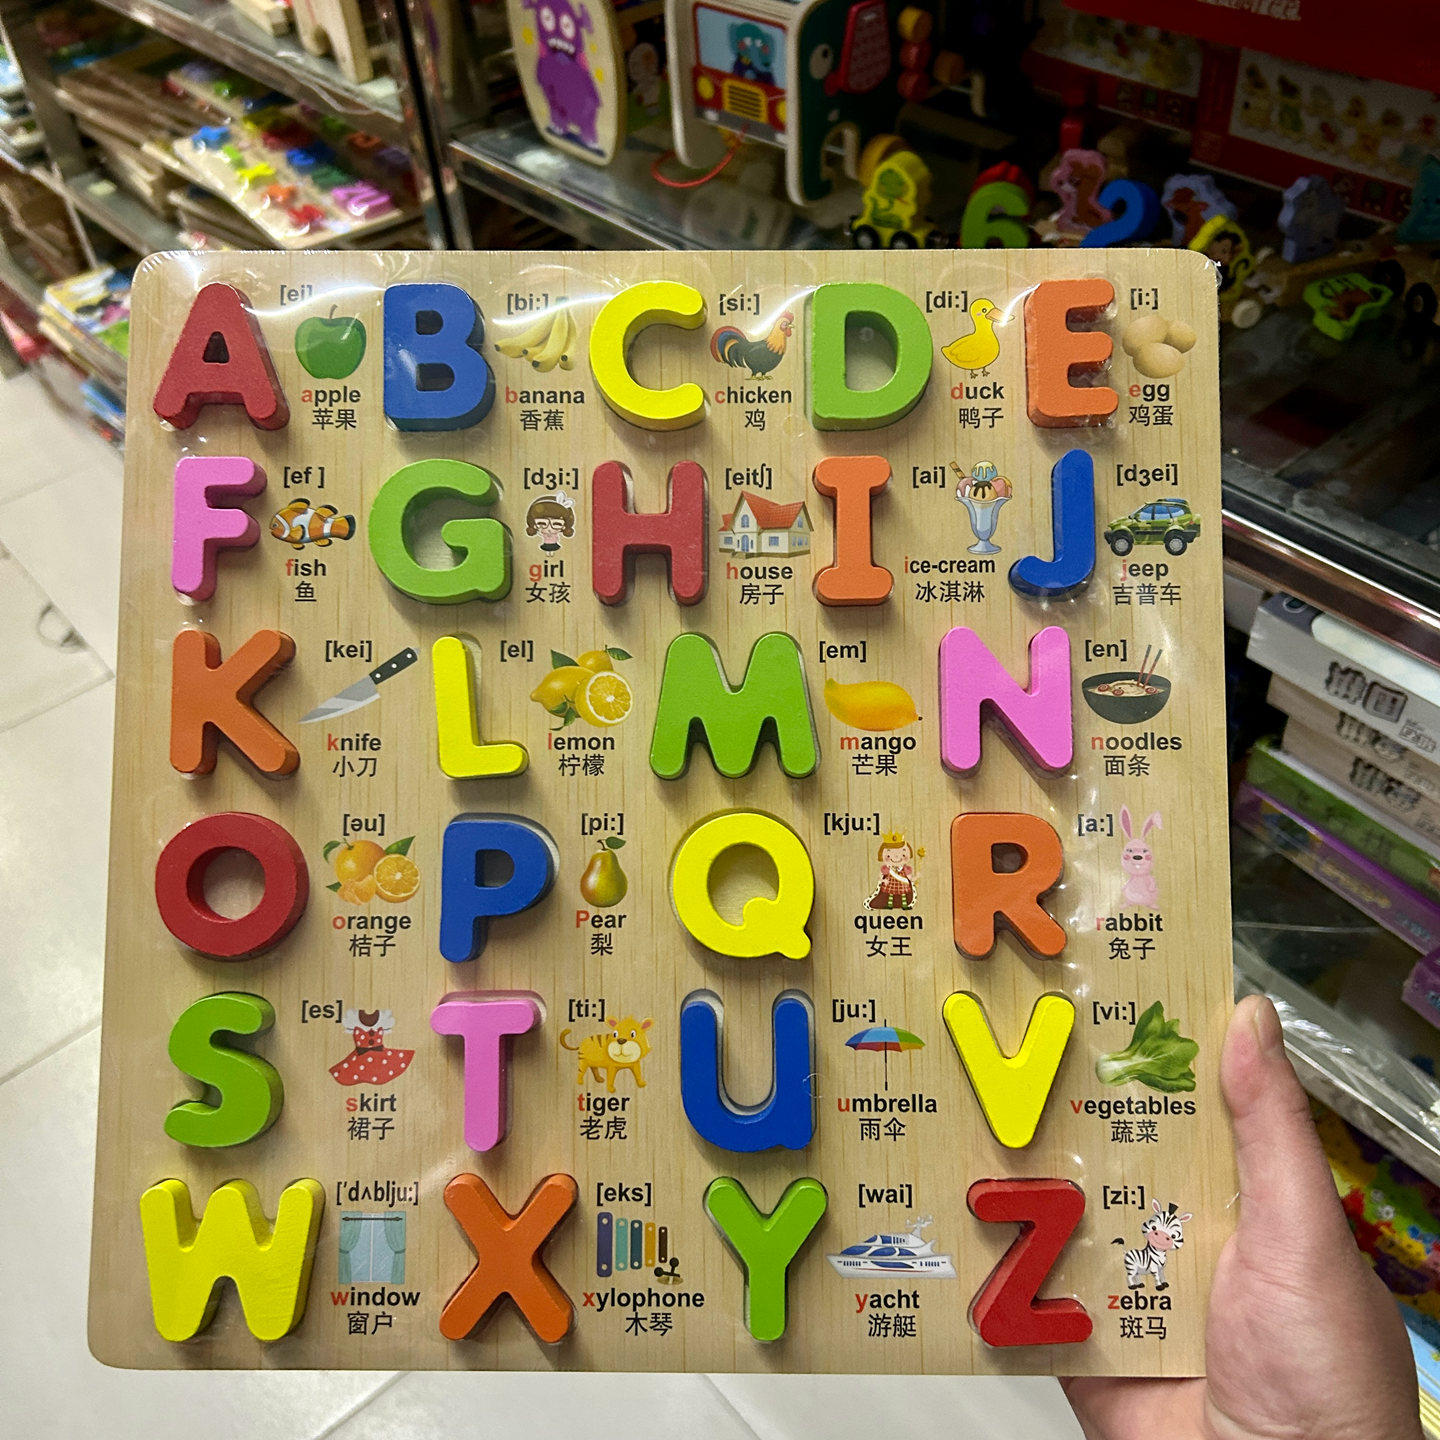 A [ei] B [bi:] C [si:] D [di:] E [i:]
apple banana chicken duck egg
苹果 香蕉 鸡 鸭子 鸡蛋
F [ef ] G [dʒi:] H [eitʃ] I [ai] J [dʒei]
fish girl house ice-cream jeep
鱼 女孩 房子 冰淇淋 吉普车
K [kei] L [el] M [em] N [en]
knife lemon mango noodles
小刀 柠檬 芒果 面条
O [əu] P [pi:] Q [kju:] R [a:]
orange Pear queen rabbit
桔子 梨 女王 兔子
S [es] T [ti:] U [ju:] V [vi:]
skirt tiger umbrella vegetables
裙子 老虎 雨伞 蔬菜
W ['dʌblju:] X [eks] Y [wai] Z [zi:]
window xylophone yacht zebra
窗户 木琴 游艇 斑马
6 2